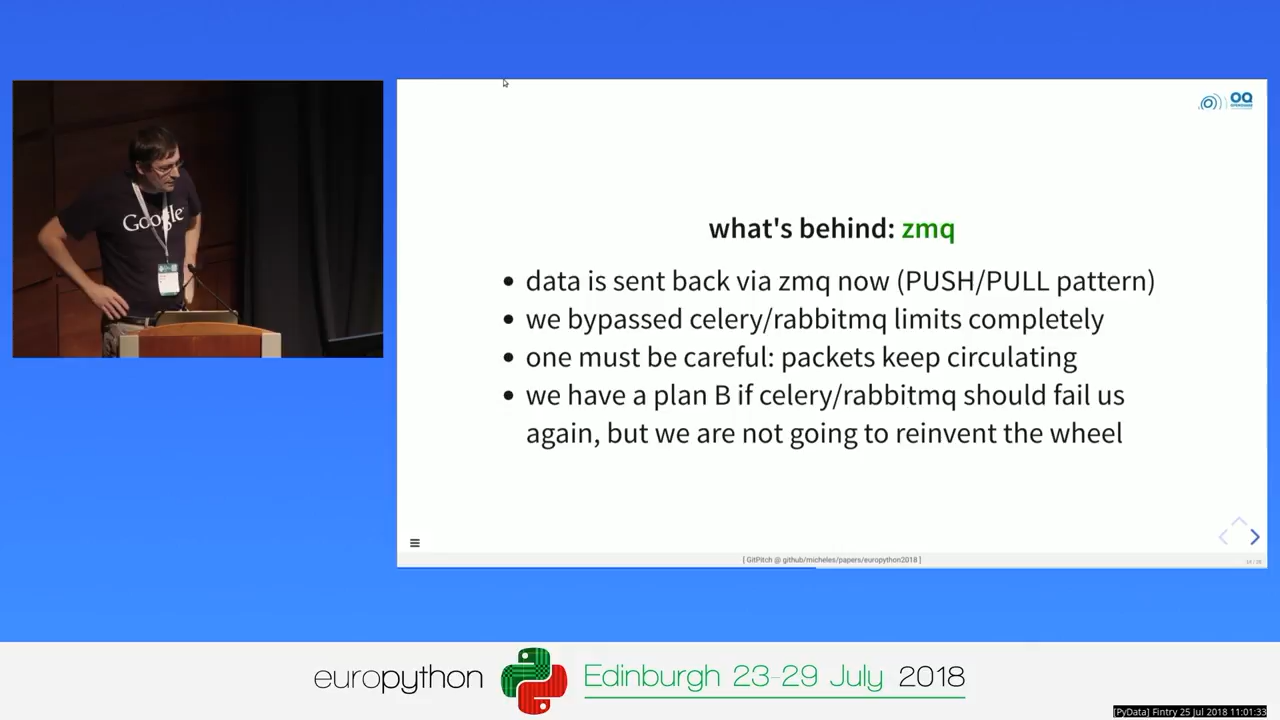 Google
OQ
what's behind: zmq
• data is sent back via zmq now (PUSH/PULL pattern)
• we bypassed celery/rabbitmq limits completely
• one must be careful: packets keep circulating
• we have a plan B if celery/rabbitmq should fail us
again, but we are not going to reinvent the wheel
[ GitPitch @ github/micheles/papers/europython2018 ]
europython Edinburgh 23-29 July 2018
[PyData] Fintry 25 Jul 2018 11:01:33